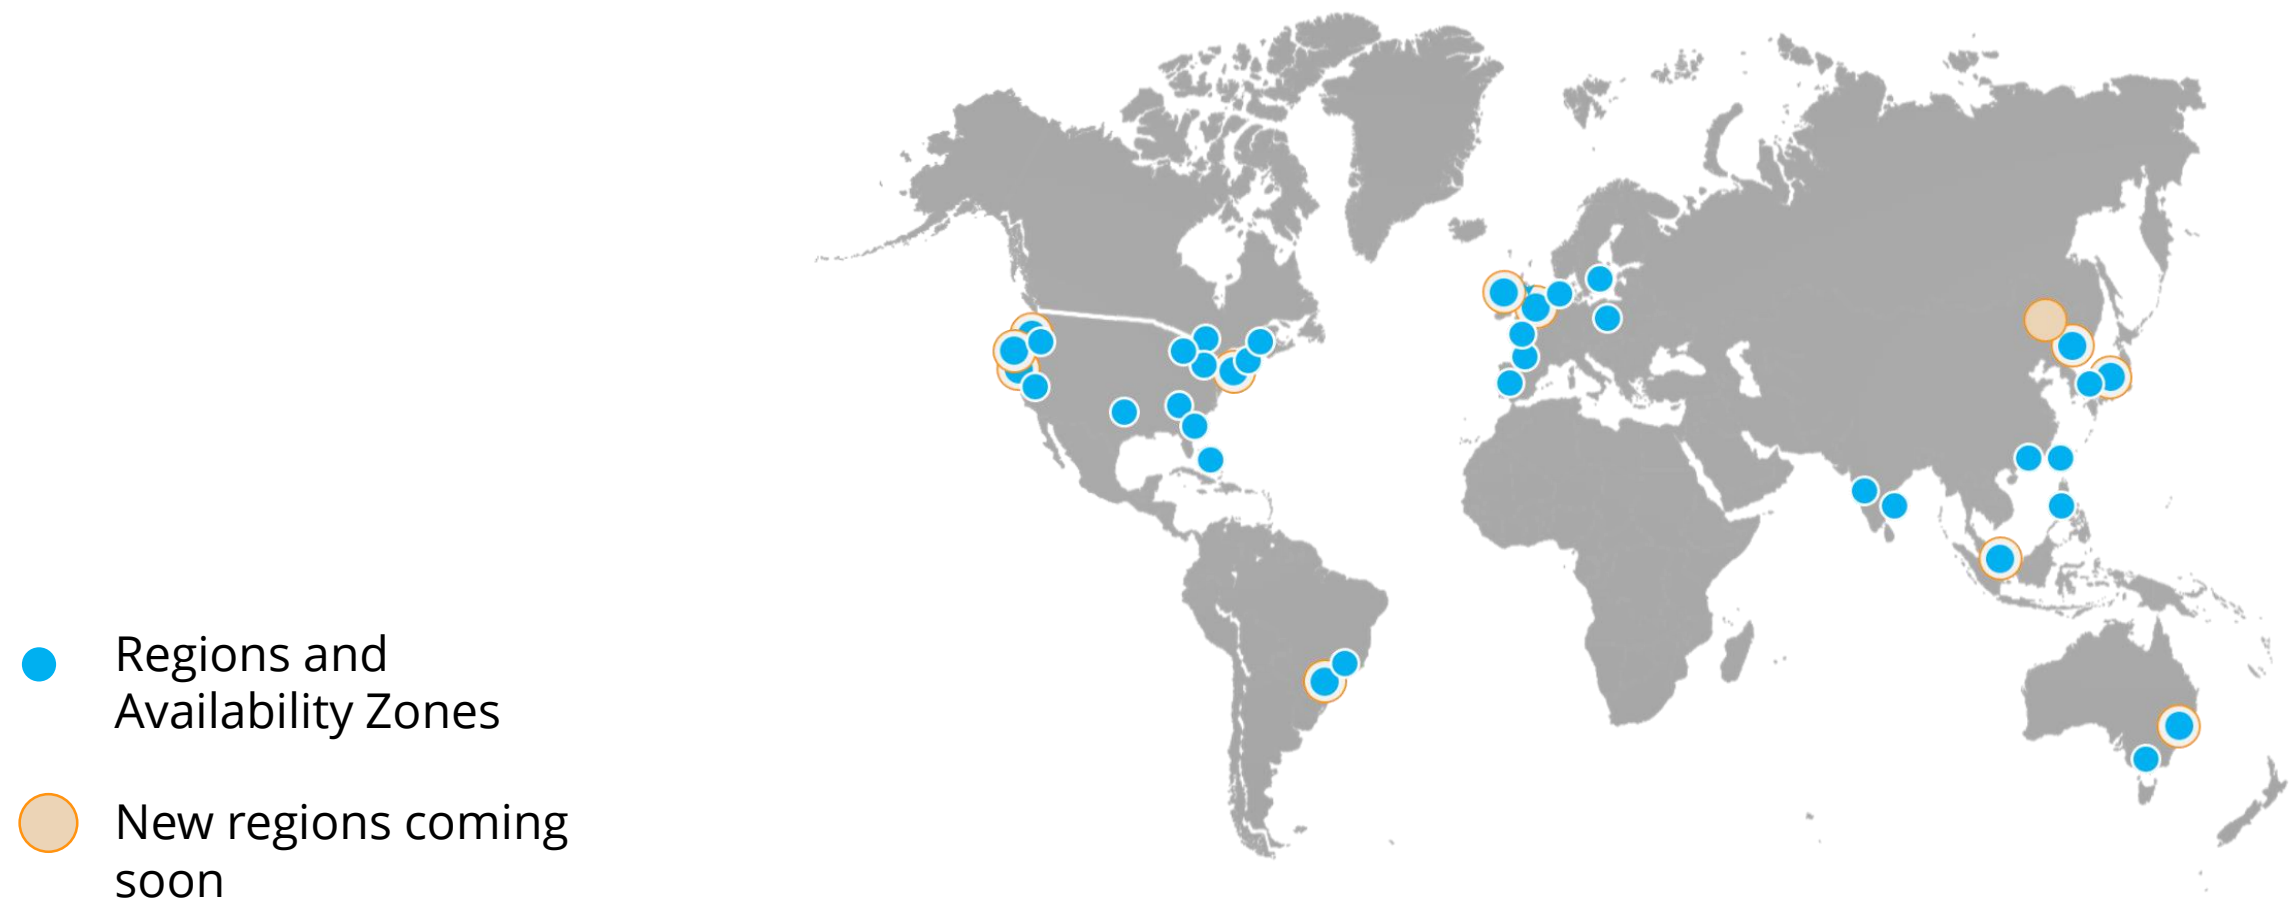 Regions and
Availability Zones
New regions coming
soon